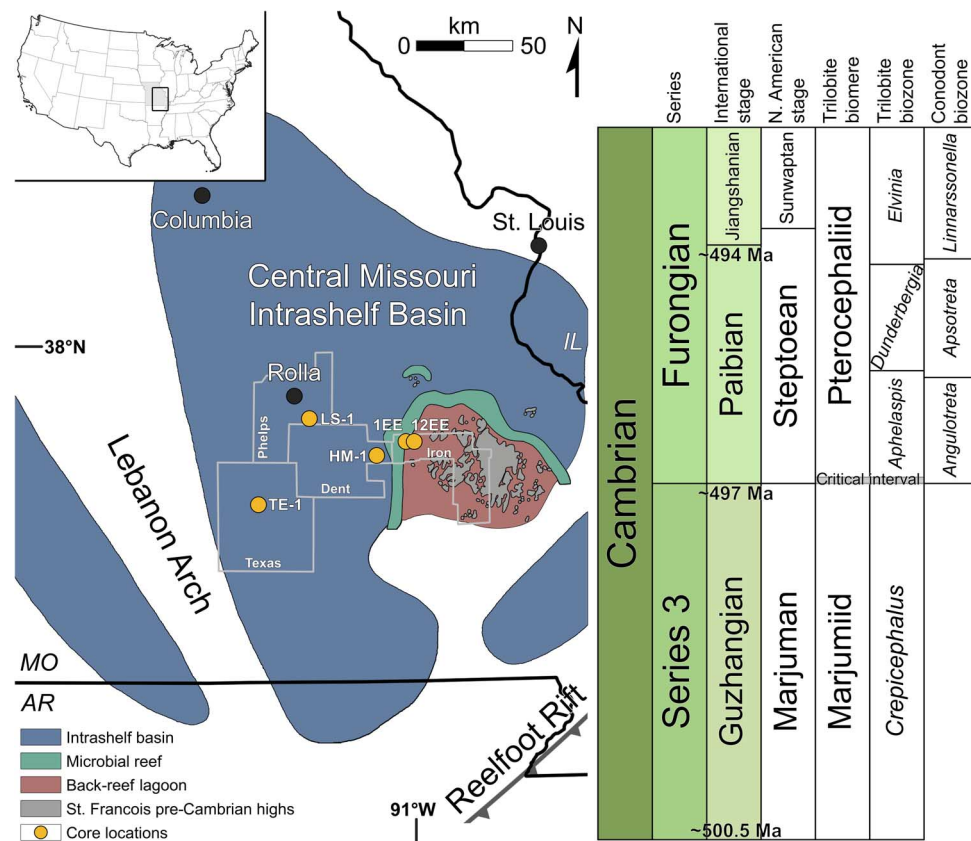 km
0
50
N
Columbia
St. Louis
Central Missouri
Intrashelf Basin
38°N
IL
Rolla
LS-1
1EE
12EE
Phelps
HM-1
Iron
Dent
TE-1
Texas
Lebanon Arch
MO
AR
Reelfoot Rift
91°W
Intrashelf basin
Microbial reef
Back-reef lagoon
St. Francois pre-Cambrian highs
Core locations
Series
International
stage
N. American
stage
Trilobite
biomere
Trilobite
biozone
Conodont
biozone
Cambrian
Furongian
Series 3
Jiangshanian
~494 Ma
Paibian
~497 Ma
Guzhangian
~500.5 Ma
Sunwaptan
Steptoean
Marjuman
Pterocephaliid
Critical interval
Marjumiid
Elvinia
Dunderbergia
Aphelaspis
Crepicephalus
Linnarssonella
Apsotreta
Angulotreta